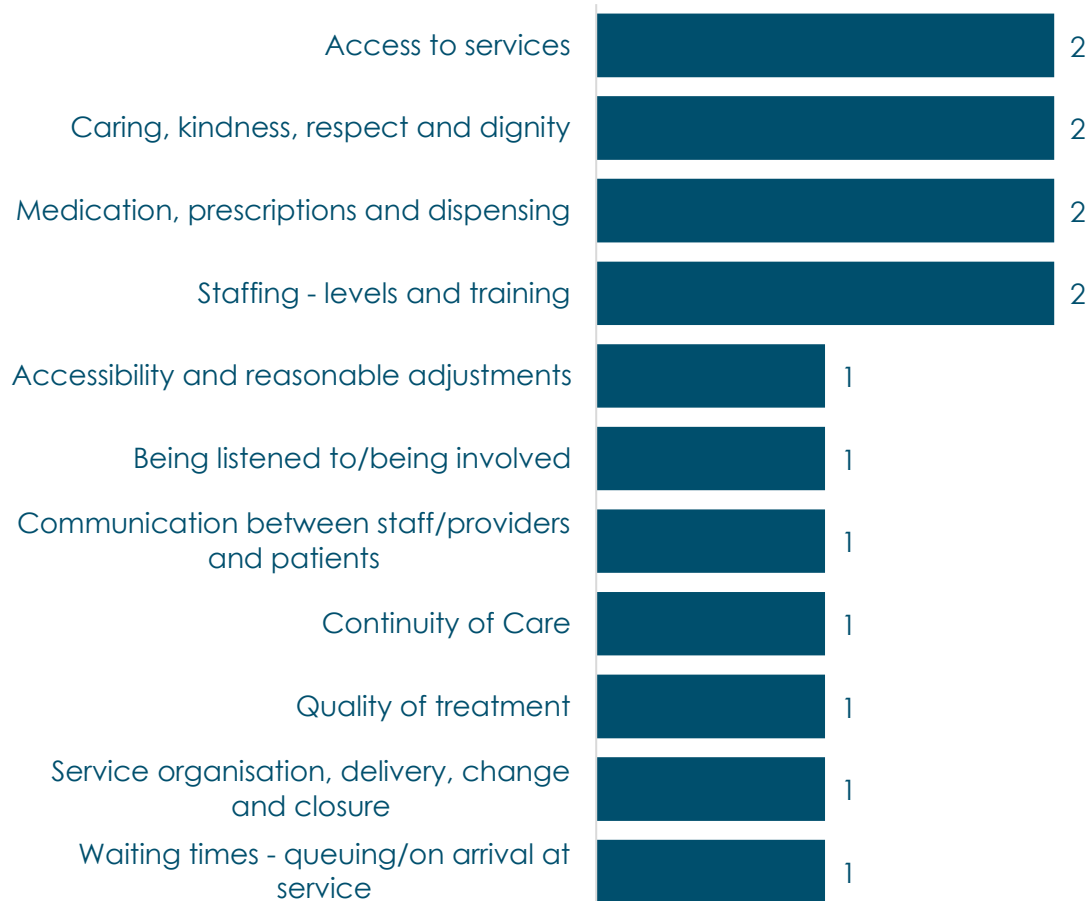 Access to services 2
Caring, kindness, respect and dignity 2
Medication, prescriptions and dispensing 2
Staffing - levels and training 2
Accessibility and reasonable adjustments 1
Being listened to/being involved 1
Communication between staff/providers
and patients 1
Continuity of Care 1
Quality of treatment 1
Service organisation, delivery, change
and closure 1
Waiting times - queuing/on arrival at
service 1